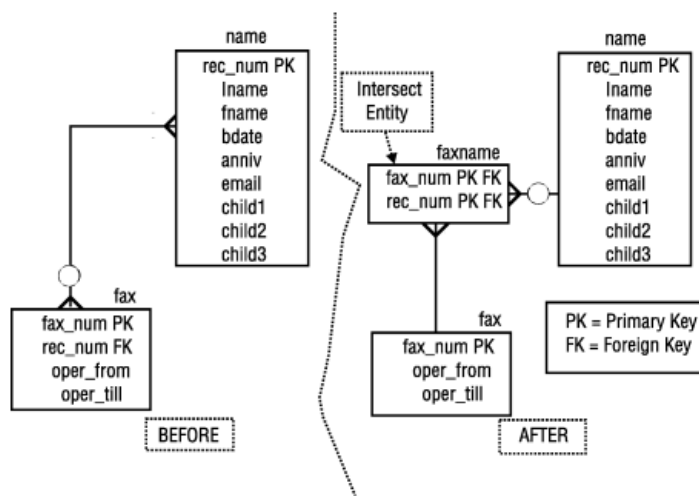 name
rec_num PK
lname
fname
bdate
anniv
email
child1
child2
child3
fax
fax_num PK
rec_num FK
oper_from
oper_till
BEFORE
Intersect
Entity
faxname
fax_num PK FK
rec_num PK FK
name
rec_num PK
lname
fname
bdate
anniv
email
child1
child2
child3
fax
fax_num PK
oper_from
oper_till
PK = Primary Key
FK = Foreign Key
AFTER